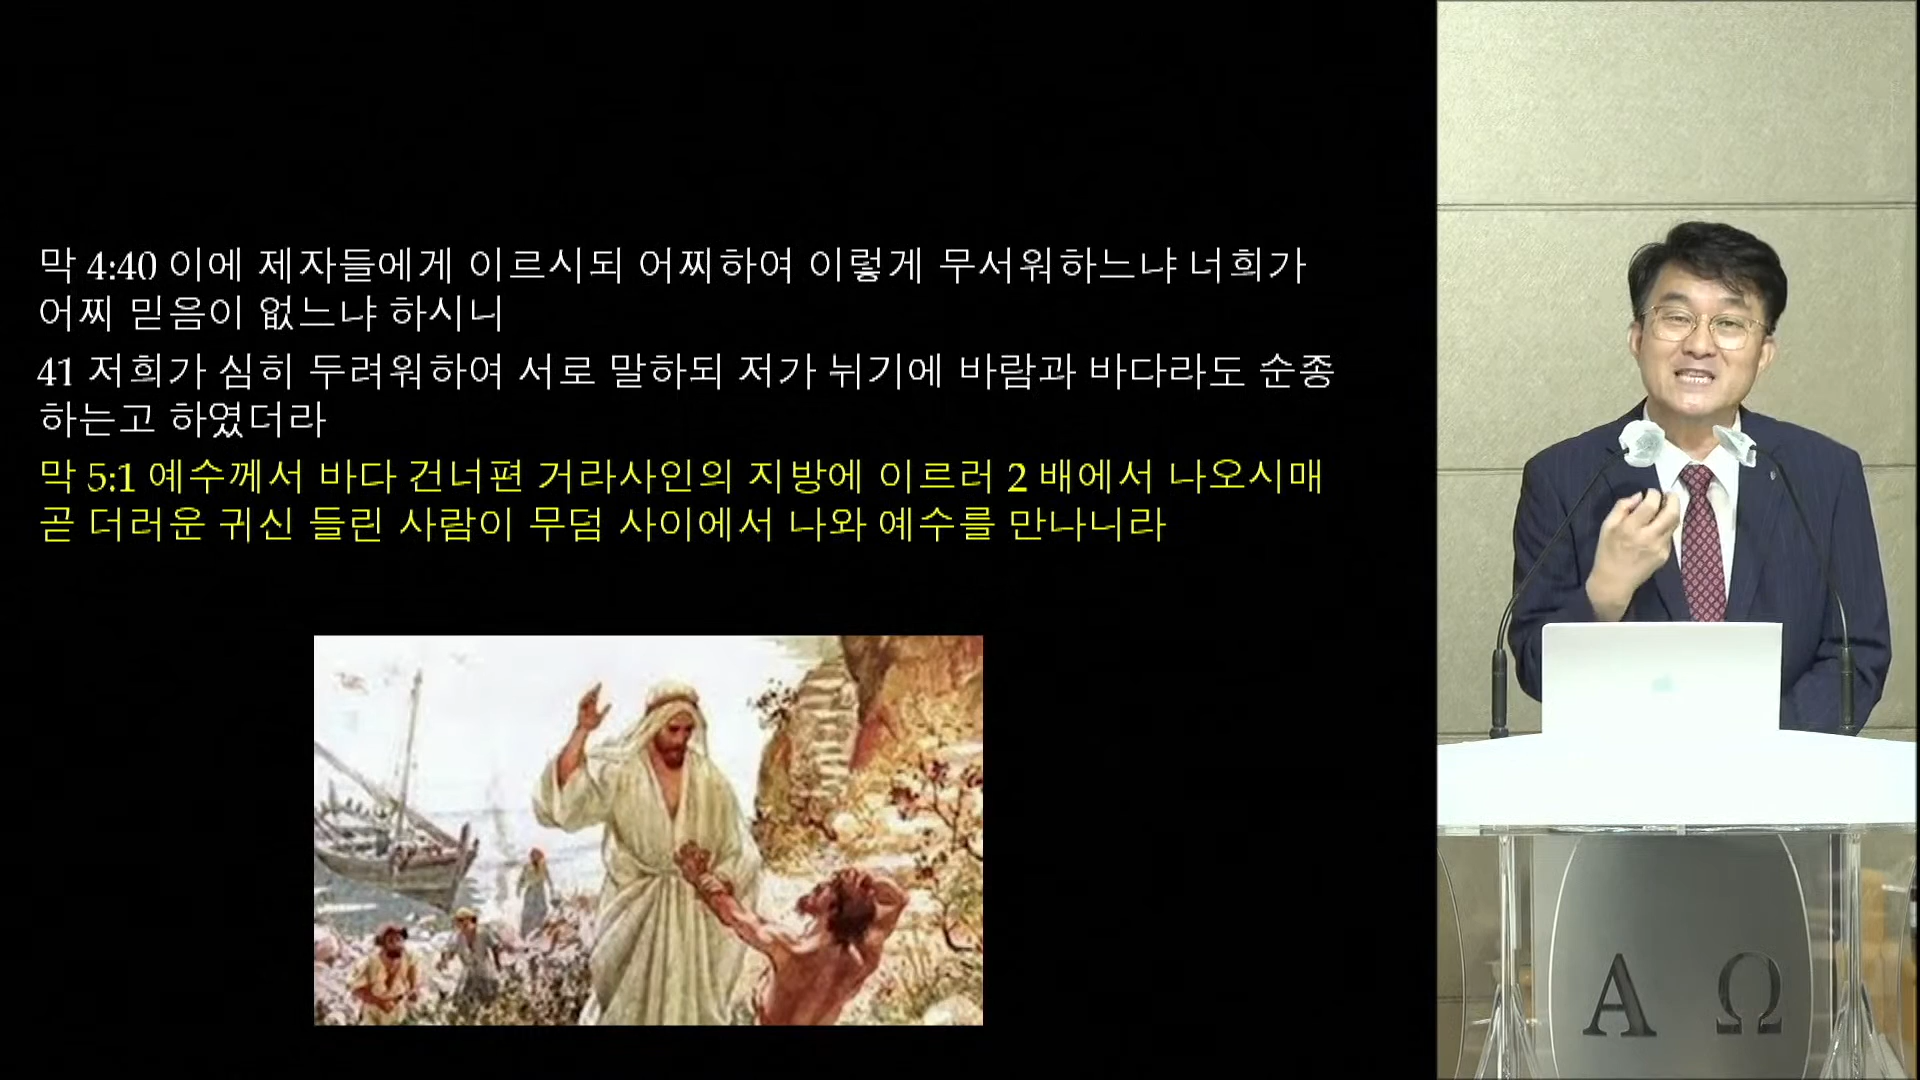 막 4:40 이에 제자들에게 이르시되 어찌하여 이렇게 무서워하느냐 너희가
어찌 믿음이 없느냐 하시니
41 저희가 심히 두려워하여 서로 말하되 저가 뉘기에 바람과 바다라도 순종
하는고 하였더라
막 5:1 예수께서 바다 건너편 거라사인의 지방에 이르러 2 배에서 나오시매
곧 더러운 귀신 들린 사람이 무덤 사이에서 나와 예수를 만나니라
Α Ω